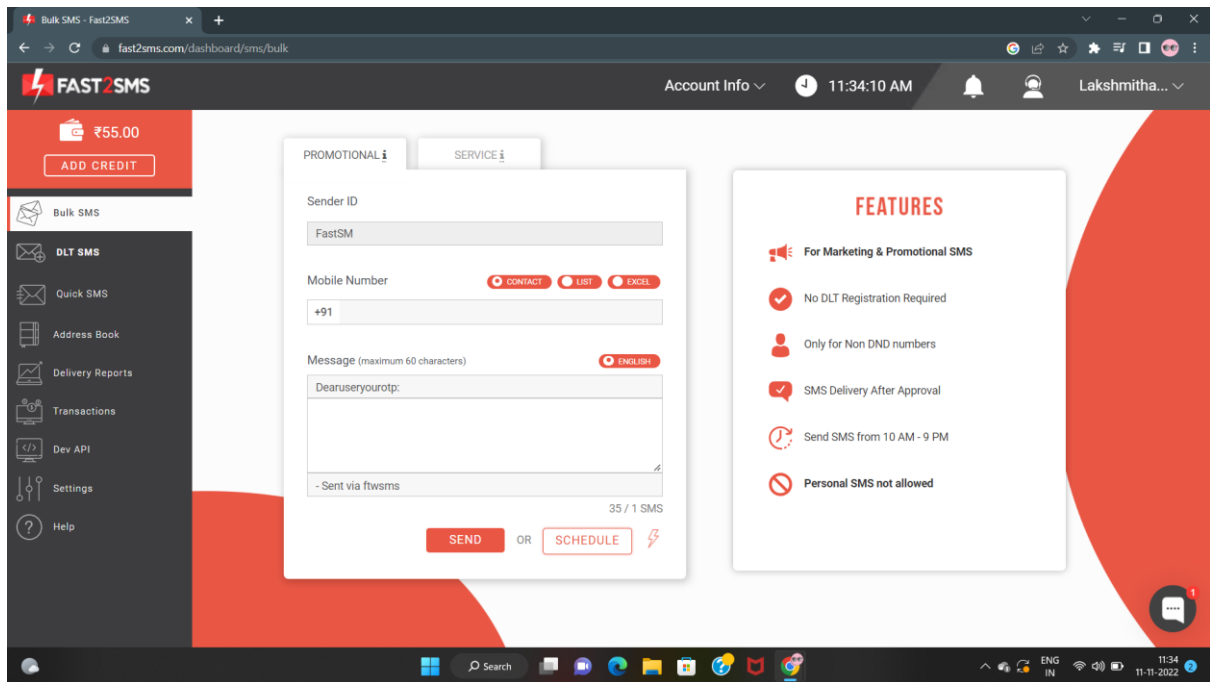 Bulk SMS - Fast2SMS
fast2sms.com/dashboard/sms/bulk
FAST2SMS
Account Info
11:34:10 AM
Lakshmitha...
₹55.00
ADD CREDIT
Bulk SMS
DLT SMS
Quick SMS
Address Book
Delivery Reports
Transactions
Dev API
Settings
Help
PROMOTIONAL i
SERVICE i
Sender ID
FastSM
Mobile Number
CONTACT
LIST
EXCEL
+91
Message (maximum 60 characters)
ENGLISH
Dearuseryourotp:
- Sent via ftwsms
35 / 1 SMS
SEND
OR
SCHEDULE
FEATURES
For Marketing & Promotional SMS
No DLT Registration Required
Only for Non DND numbers
SMS Delivery After Approval
Send SMS from 10 AM - 9 PM
Personal SMS not allowed
1
Search
ENG
IN
11:34
11-11-2022
2